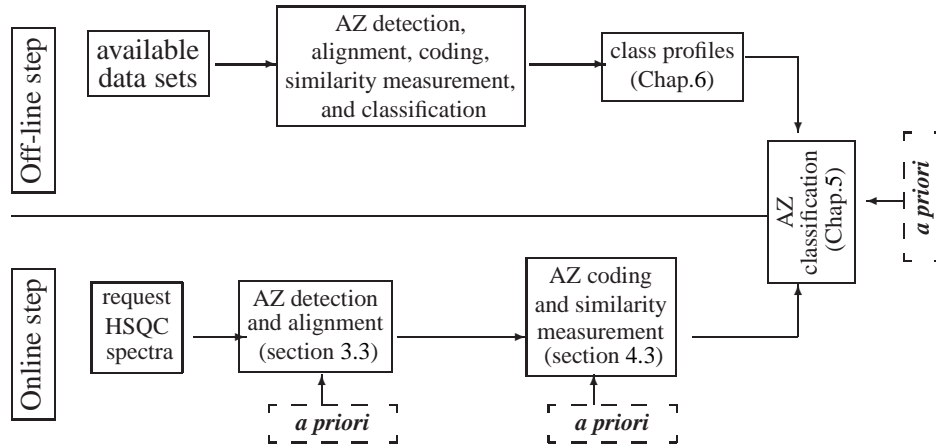 Off-line step
available
data sets
AZ detection,
alignment, coding,
similarity measurement,
and classification
class profiles
(Chap.6)
AZ
classification
(Chap.5)
a priori
Online step
request
HSQC
spectra
AZ detection
and alignment
(section 3.3)
a priori
AZ coding
and similarity
measurement
(section 4.3)
a priori